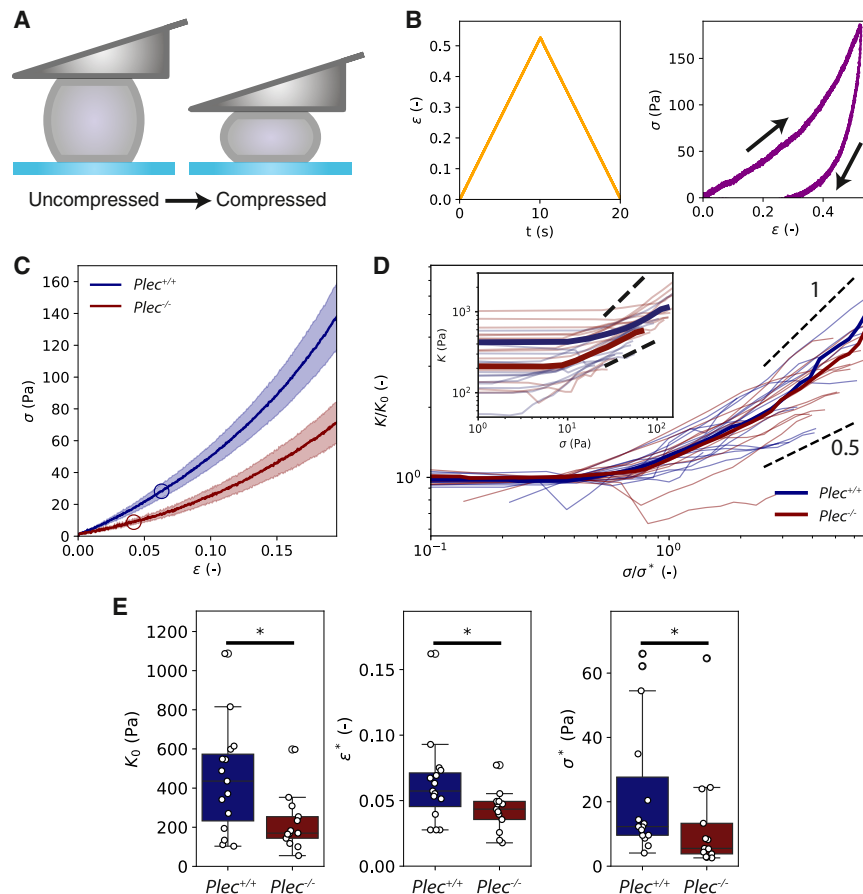 A
Uncompressed
Compressed
B
0.5
0.4
0.3
0.2
0.1
0.0
ε (-)
0
10
20
t (s)
150
100
50
0
σ (Pa)
0.0
0.2
0.4
ε (-)
C
Plec+/+
Plec-/-
160
140
120
100
80
60
40
20
0
σ (Pa)
0.00
0.05
0.10
0.15
ε (-)
D
10³
10²
K (Pa)
10⁰
10¹
10²
σ (Pa)
1
0.5
Plec+/+
Plec-/-
K/K₀ (-)
10⁰
10⁻¹
10⁰
σ/σ* (-)
E
1200
1000
800
600
400
200
0
K₀ (Pa)
*
Plec+/+
Plec-/-
0.15
0.10
0.05
0.00
ε* (-)
*
Plec+/+
Plec-/-
60
40
20
0
σ* (Pa)
*
Plec+/+
Plec-/-